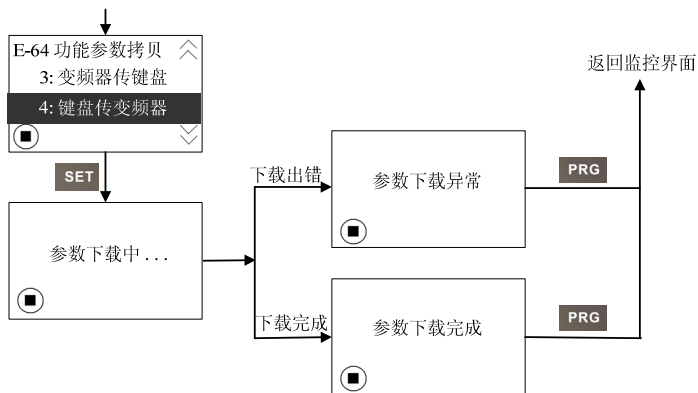 E-64 功能参数拷贝
3: 变频器传键盘
4: 键盘传变频器
SET
参数下载中 . . .
下载出错
参数下载异常
PRG
返回监控界面
下载完成
参数下载完成
PRG